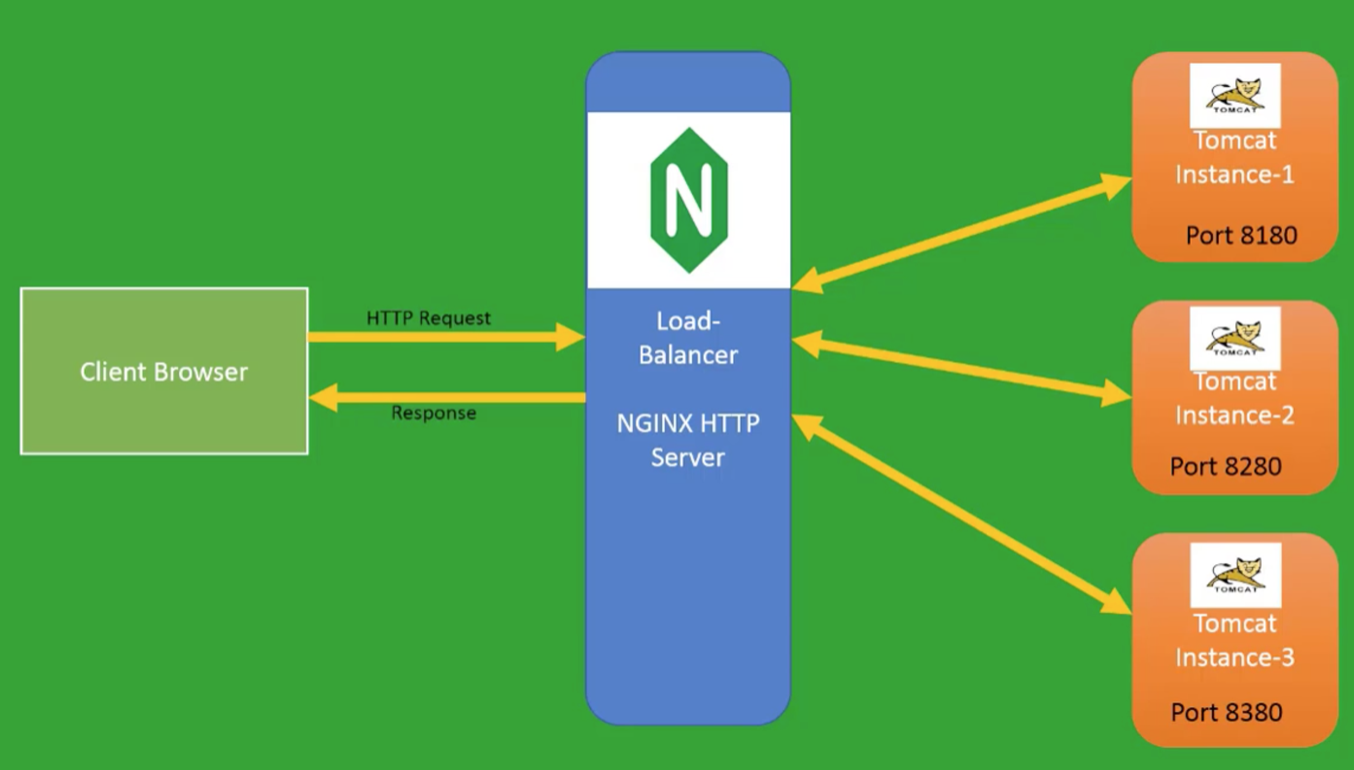 Client Browser
HTTP Request
Response
N
Load-
Balancer
NGINX HTTP
Server
TOMCAT
Tomcat
Instance-1
Port 8180
TOMCAT
Tomcat
Instance-2
Port 8280
TOMCAT
Tomcat
Instance-3
Port 8380